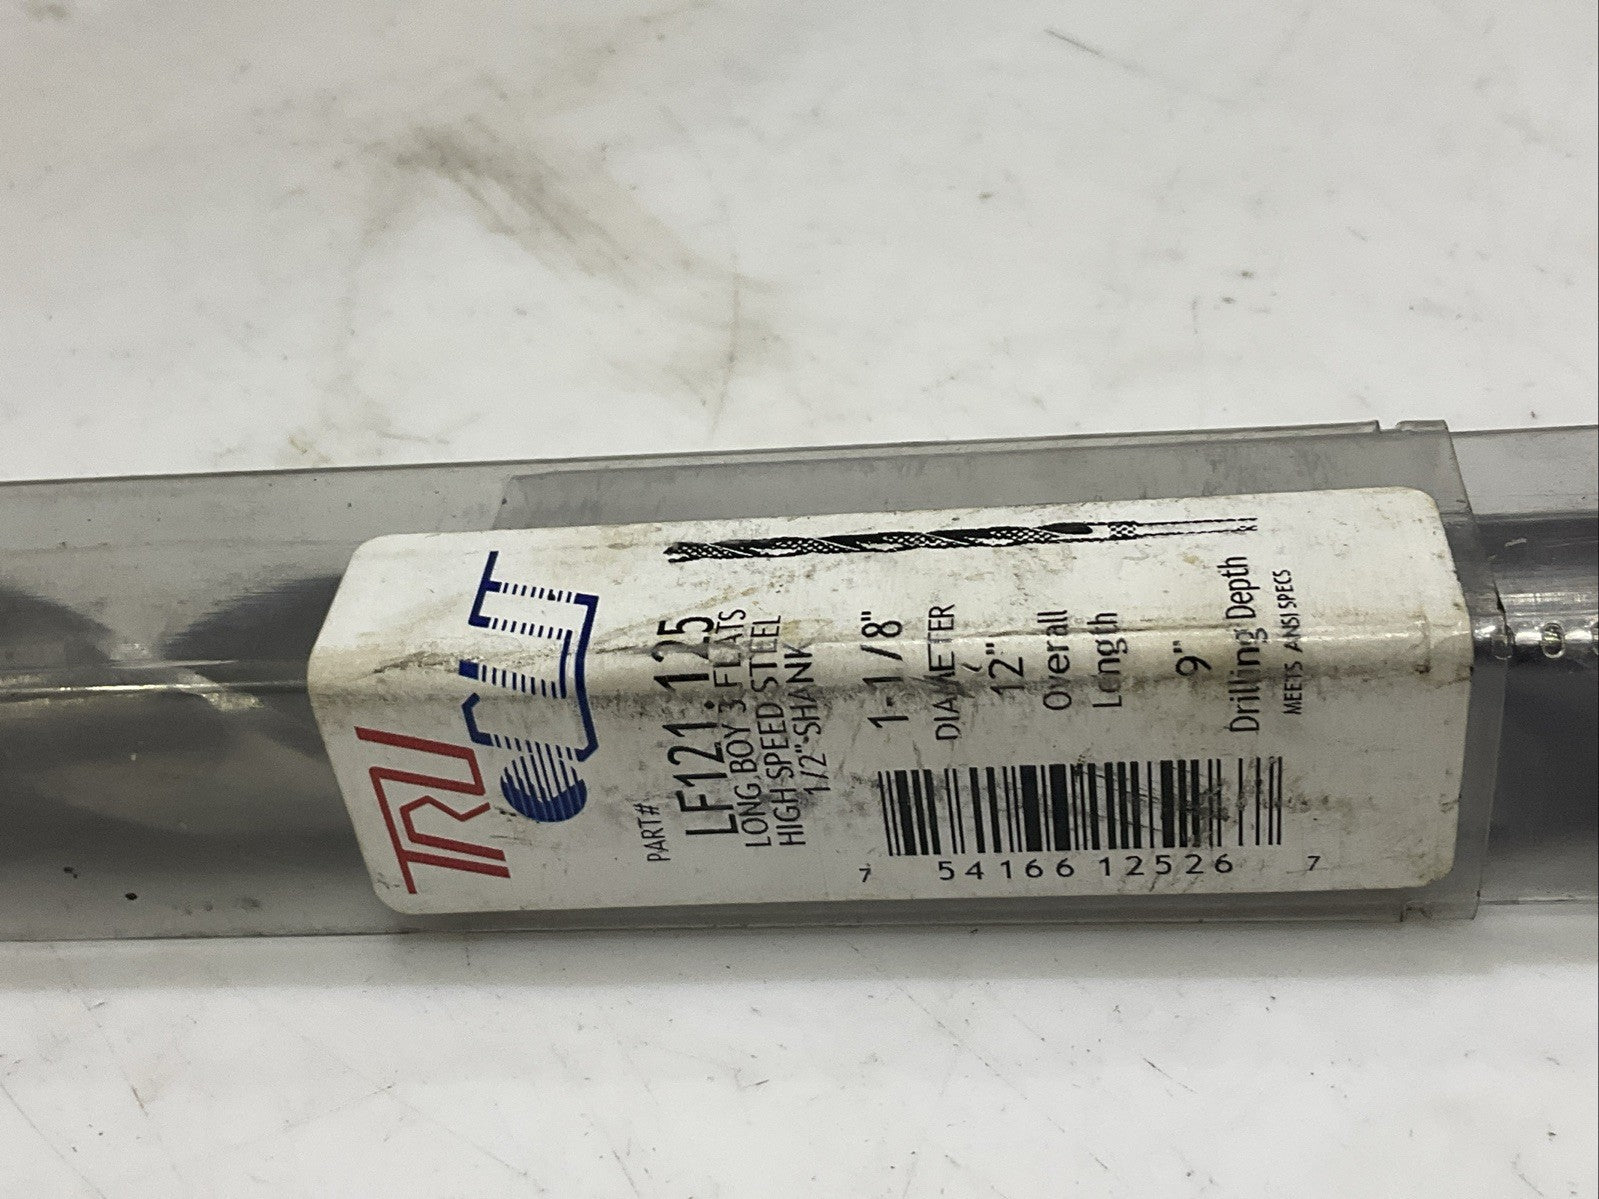 TRU
CUT
PART#
LF121.125
LONG BOY 3 FLATS
HIGH SPEED STEEL
1/2" SHANK
1-1/8"
DIAMETER
12"
Overall
Length
9"
Drilling Depth
MEETS ANSI SPECS
7 54166 12526 7